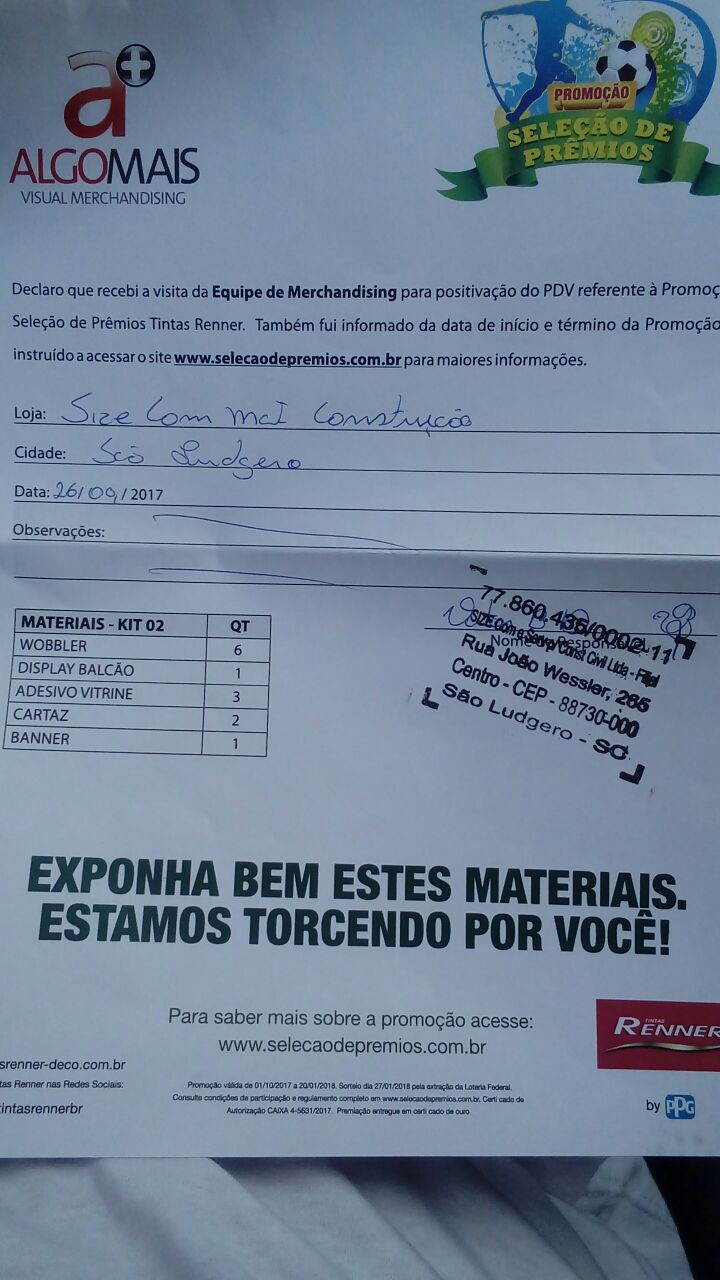 a+
ALGOMAIS
VISUAL MERCHANDISING
PROMOÇÃO
SELEÇÃO DE
PRÊMIOS
Declaro que recebi a visita da Equipe de Merchandising para positivação do PDV referente à Promoç
Seleção de Prêmios Tintas Renner. Também fui informado da data de início e término da Promoção
instruído a acessar o site www.selecaodepremios.com.br para maiores informações.
Loja: Size Com Mat Construção
Cidade: São Ludgero
Data: 26/09/2017
Observações:
77.860.435/0002-11
Nome do Responsável
SIZE Com e Serv p/ Const Civil Ltda - Filial
Rua João Wessler, 265
Centro - CEP - 88730-000
São Ludgero - SC
MATERIAIS - KIT 02 QT
WOBBLER 6
DISPLAY BALCÃO 1
ADESIVO VITRINE 3
CARTAZ 2
BANNER 1
EXPONHA BEM ESTES MATERIAIS.
ESTAMOS TORCENDO POR VOCÊ!
Para saber mais sobre a promoção acesse:
www.selecaodepremios.com.br
TINTAS
RENNER
by PPG
srenner-deco.com.br
tas Renner nas Redes Sociais:
tintasrennerbr
Promoção válida de 01/10/2017 a 20/01/2018. Sorteio dia 27/01/2018 pela extração da Loteria Federal.
Consulte condições de participação e regulamento completo em www.selecaodepremios.com.br. Certi cado de
Autorização CAIXA 4-5631/2017. Premiação entregue em certi cado de ouro.